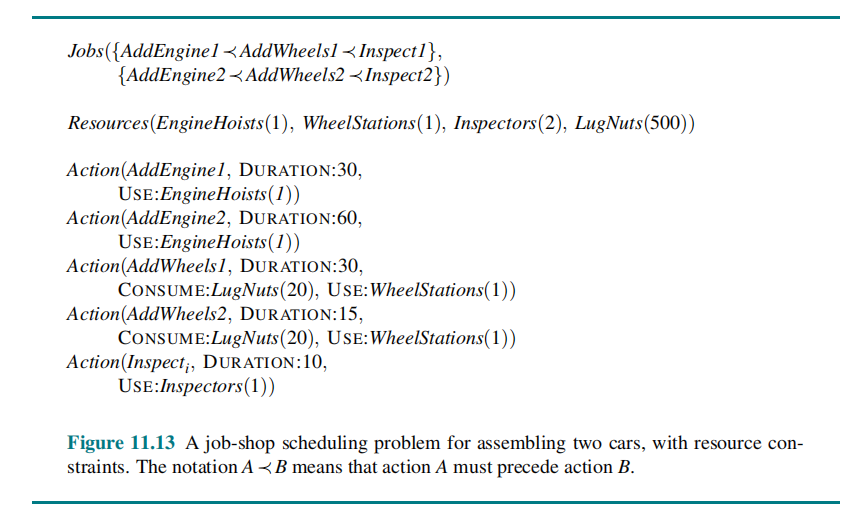 Jobs({AddEngine1 ≺ AddWheels1 ≺ Inspect1},
{AddEngine2 ≺ AddWheels2 ≺ Inspect2})
Resources(EngineHoists(1), WheelStations(1), Inspectors(2), LugNuts(500))
Action(AddEngine1, DURATION:30,
USE:EngineHoists(1))
Action(AddEngine2, DURATION:60,
USE:EngineHoists(1))
Action(AddWheels1, DURATION:30,
CONSUME:LugNuts(20), USE:WheelStations(1))
Action(AddWheels2, DURATION:15,
CONSUME:LugNuts(20), USE:WheelStations(1))
Action(Inspectᵢ, DURATION:10,
USE:Inspectors(1))
Figure 11.13 A job-shop scheduling problem for assembling two cars, with resource con-
straints. The notation A ≺ B means that action A must precede action B.